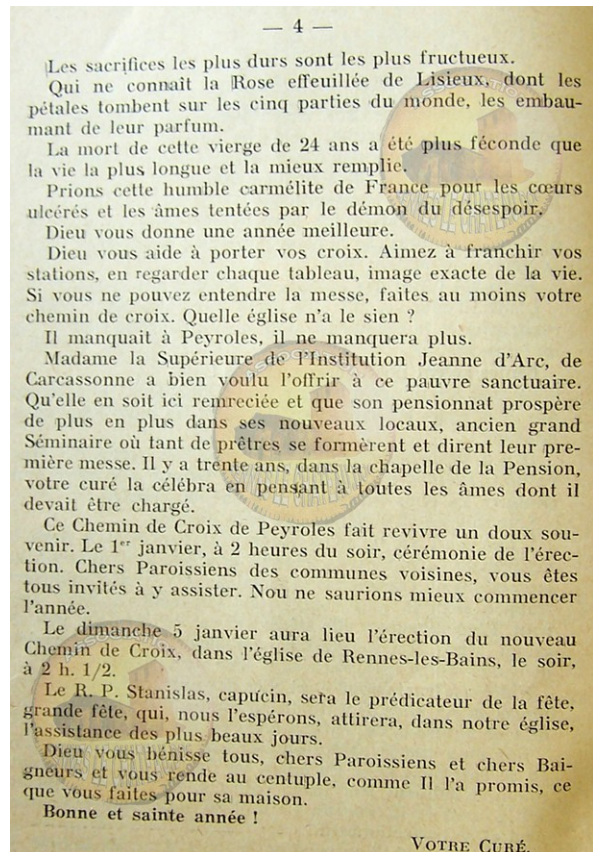 — 4 —
Les sacrifices les plus durs sont les plus fructueux.
Qui ne connaît la Rose effeuillée de Lisieux, dont les
pétales tombent sur les cinq parties du monde, les embau-
mant de leur parfum.
La mort de cette vierge de 24 ans a été plus féconde que
la vie la plus longue et la mieux remplie.
Prions cette humble carmélite de France pour les cœurs
ulcérés et les âmes tentées par le démon du désespoir.
Dieu vous donne une année meilleure.
Dieu vous aide à porter vos croix. Aimez à franchir vos
stations, en regarder chaque tableau, image exacte de la vie.
Si vous ne pouvez entendre la messe, faites au moins votre
chemin de croix. Quelle église n'a le sien ?
Il manquait à Peyroles, il ne manquera plus.
Madame la Supérieure de l'Institution Jeanne d'Arc, de
Carcassonne a bien voulu l'offrir à ce pauvre sanctuaire.
Qu'elle en soit ici remreciée et que son pensionnat prospère
de plus en plus dans ses nouveaux locaux, ancien grand
Séminaire où tant de prêtres se formèrent et dirent leur pre-
mière messe. Il y a trente ans, dans la chapelle de la Pension,
votre curé la célébra en pensant à toutes les âmes dont il
devait être chargé.
Ce Chemin de Croix de Peyroles fait revivre un doux sou-
venir. Le 1er janvier, à 2 heures du soir, cérémonie de l'érec-
tion. Chers Paroissiens des communes voisines, vous êtes
tous invités à y assister. Nou ne saurions mieux commencer
l'année.
Le dimanche 5 janvier aura lieu l'érection du nouveau
Chemin de Croix, dans l'église de Rennes-les-Bains, le soir,
à 2 h. 1/2.
Le R. P. Stanislas, capucin, sera le prédicateur de la fête,
grande fête, qui, nous l'espérons, attirera, dans notre église,
l'assistance des plus beaux jours.
Dieu vous bénisse tous, chers Paroissiens et chers Bai-
gneurs et vous rende au centuple, comme Il l'a promis, ce
que vous faites pour sa maison.
Bonne et sainte année !
VOTRE CURÉ.